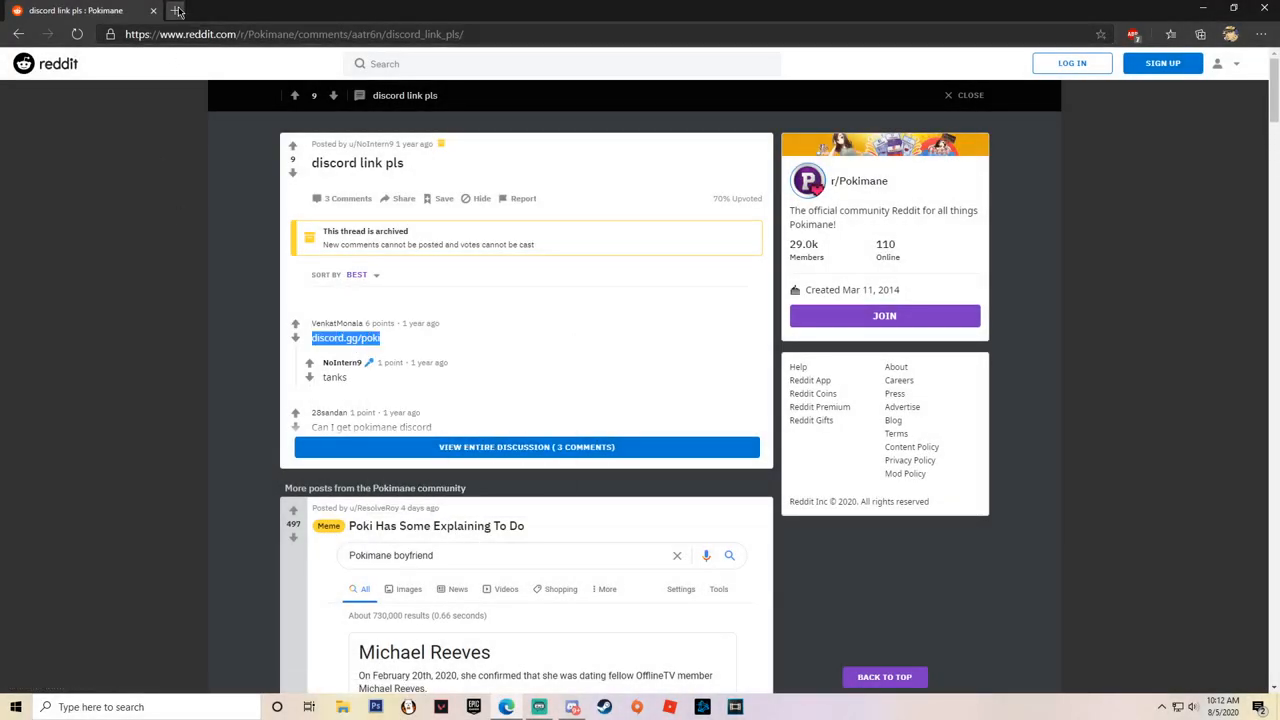 discord link pls : Pokimane
https://www.reddit.com/r/Pokimane/comments/aatr6n/discord_link_pls/
reddit
Search
LOG IN
SIGN UP
9
discord link pls
CLOSE
Posted by u/NoIntern9 1 year ago
9
discord link pls
3 Comments Share Save Hide Report
70% Upvoted
This thread is archived
New comments cannot be posted and votes cannot be cast
SORT BY BEST
VenkatMonala 6 points · 1 year ago
discord.gg/poki
NoIntern9 1 point · 1 year ago
tanks
28sandan 1 point · 1 year ago
Can I get pokimane discord
VIEW ENTIRE DISCUSSION ( 3 COMMENTS)
More posts from the Pokimane community
Posted by u/ResolveRoy 4 days ago
497
Meme Poki Has Some Explaining To Do
Pokimane boyfriend
All Images News Videos Shopping More Settings Tools
About 730,000 results (0.66 seconds)
Michael Reeves
On February 20th, 2020, she confirmed that she was dating fellow OfflineTV member
Michael Reeves.
r/Pokimane
The official community Reddit for all things
Pokimane!
29.0k 110
Members Online
Created Mar 11, 2014
JOIN
Help About
Reddit App Careers
Reddit Coins Press
Reddit Premium Advertise
Reddit Gifts Blog
Terms
Content Policy
Privacy Policy
Mod Policy
Reddit Inc © 2020. All rights reserved
BACK TO TOP
Type here to search
10:12 AM
8/5/2020